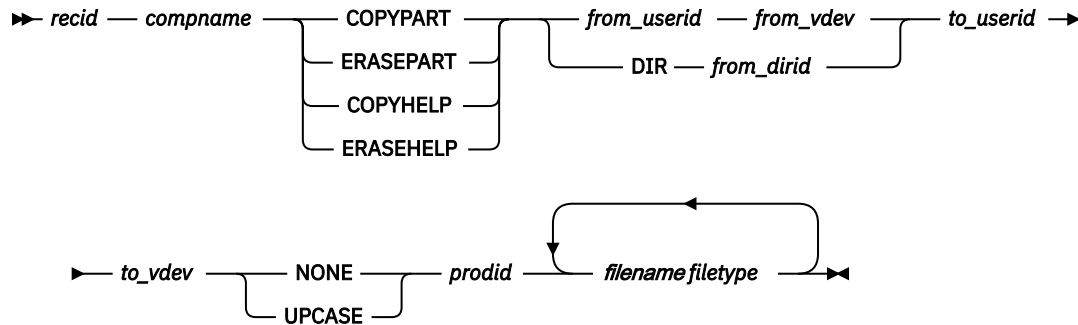 recid compname COPYPART from_userid from_vdev to_userid
ERASEPART DIR from_dirid
COPYHELP
ERASEHELP
to_vdev NONE prodid filename filetype
UPCASE